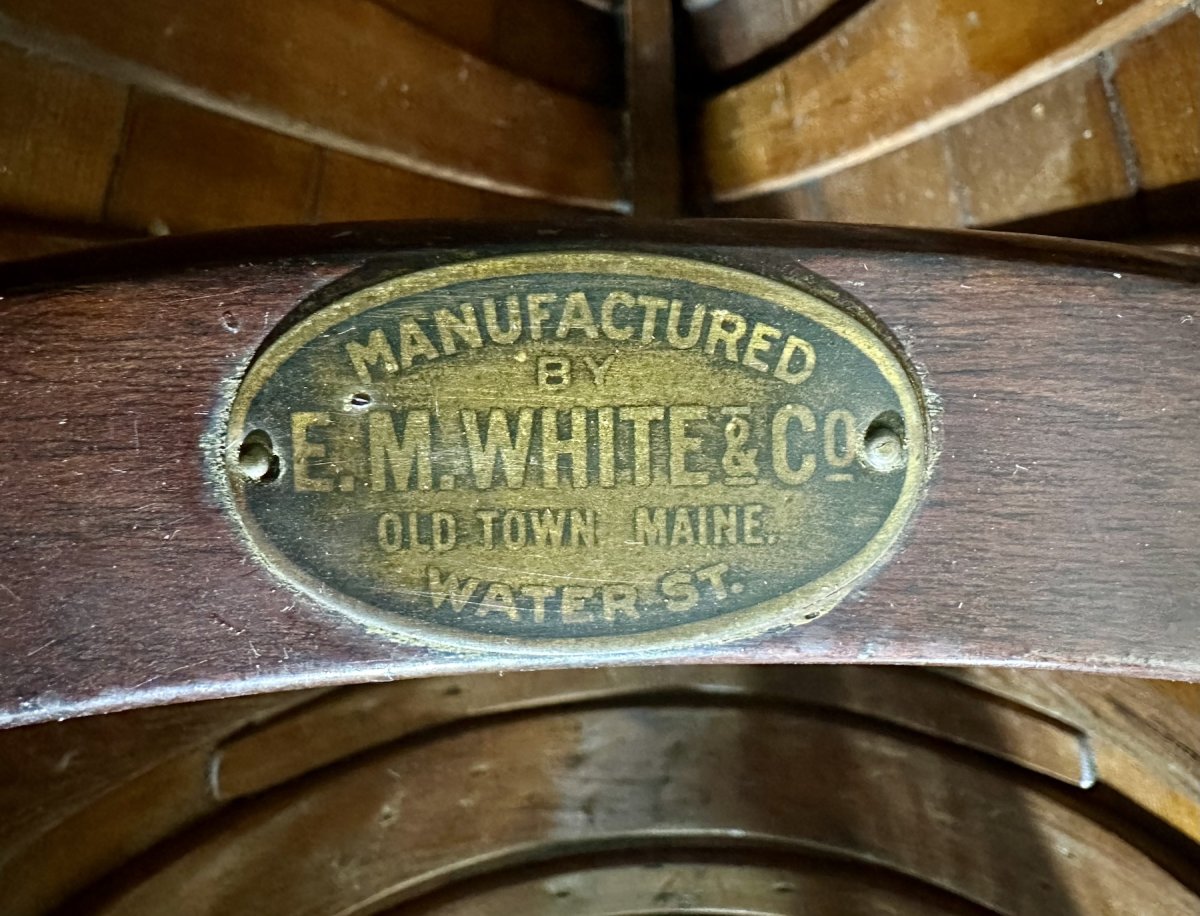 MANUFACTURED
BY
E. M. WHITE & Co
OLD TOWN MAINE.
WATER ST.